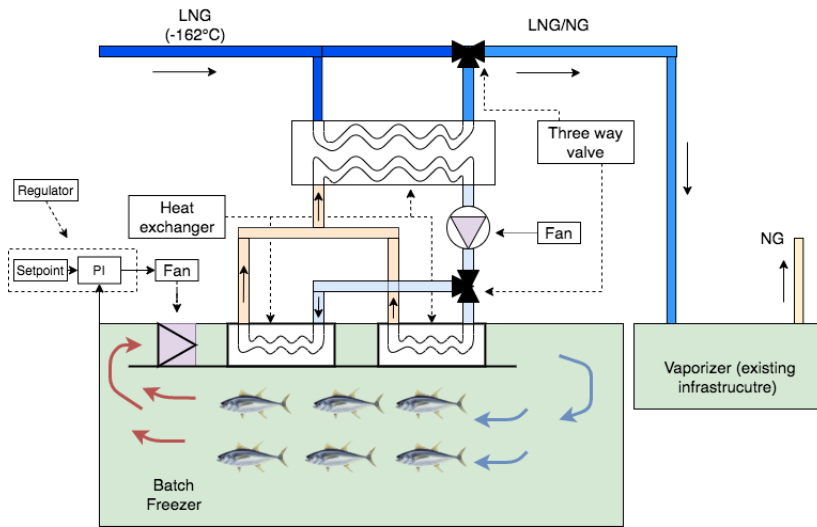 LNG
(-162°C)
LNG/NG
Three way
valve
Regulator
Heat
exchanger
Fan
NG
Setpoint
PI
Fan
Vaporizer (existing
infrastrucutre)
Batch
Freezer